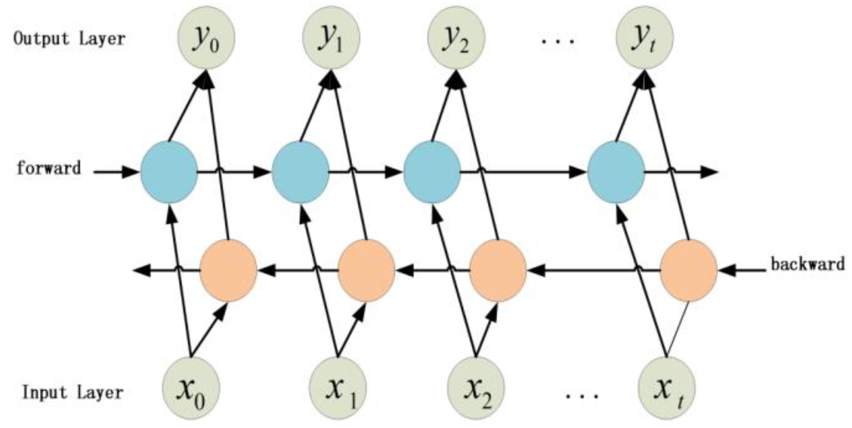 Output Layer y0 y1 y2 ... yt
forward
backward
Input Layer x0 x1 x2 ... xt